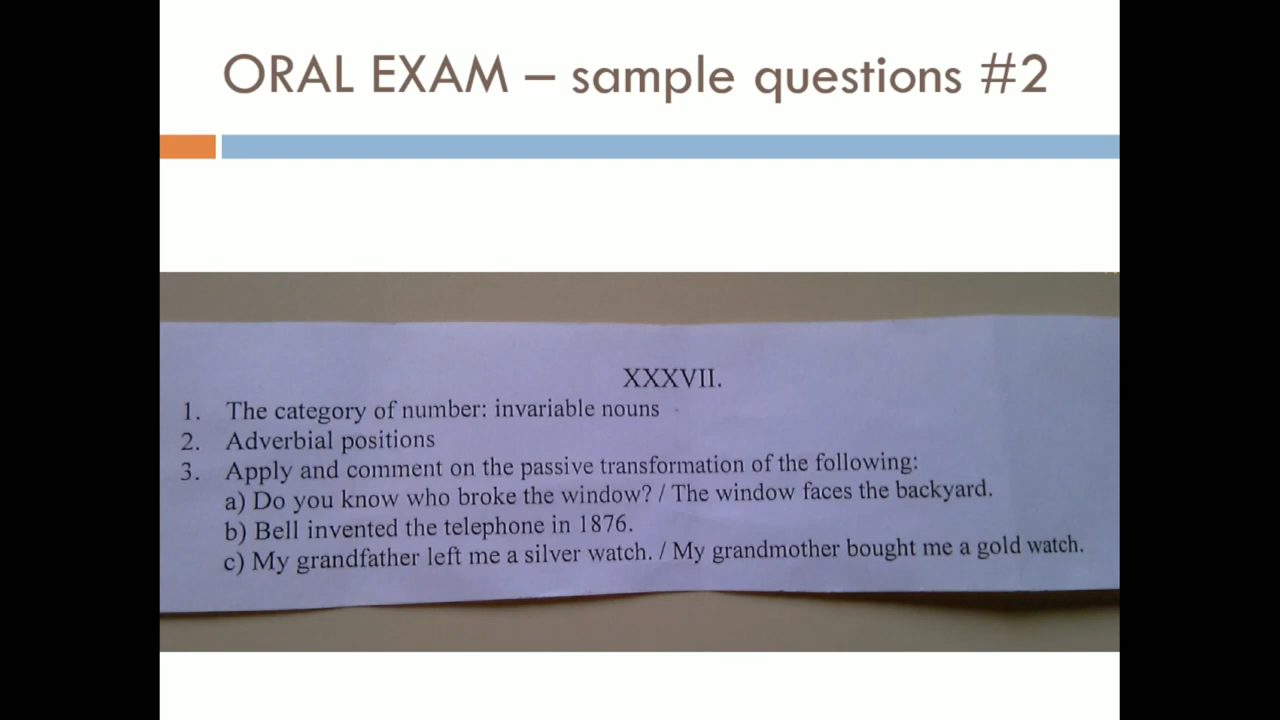 ORAL EXAM – sample questions #2
XXXVII.
1. The category of number: invariable nouns
2. Adverbial positions
3. Apply and comment on the passive transformation of the following:
a) Do you know who broke the window? / The window faces the backyard.
b) Bell invented the telephone in 1876.
c) My grandfather left me a silver watch. / My grandmother bought me a gold watch.